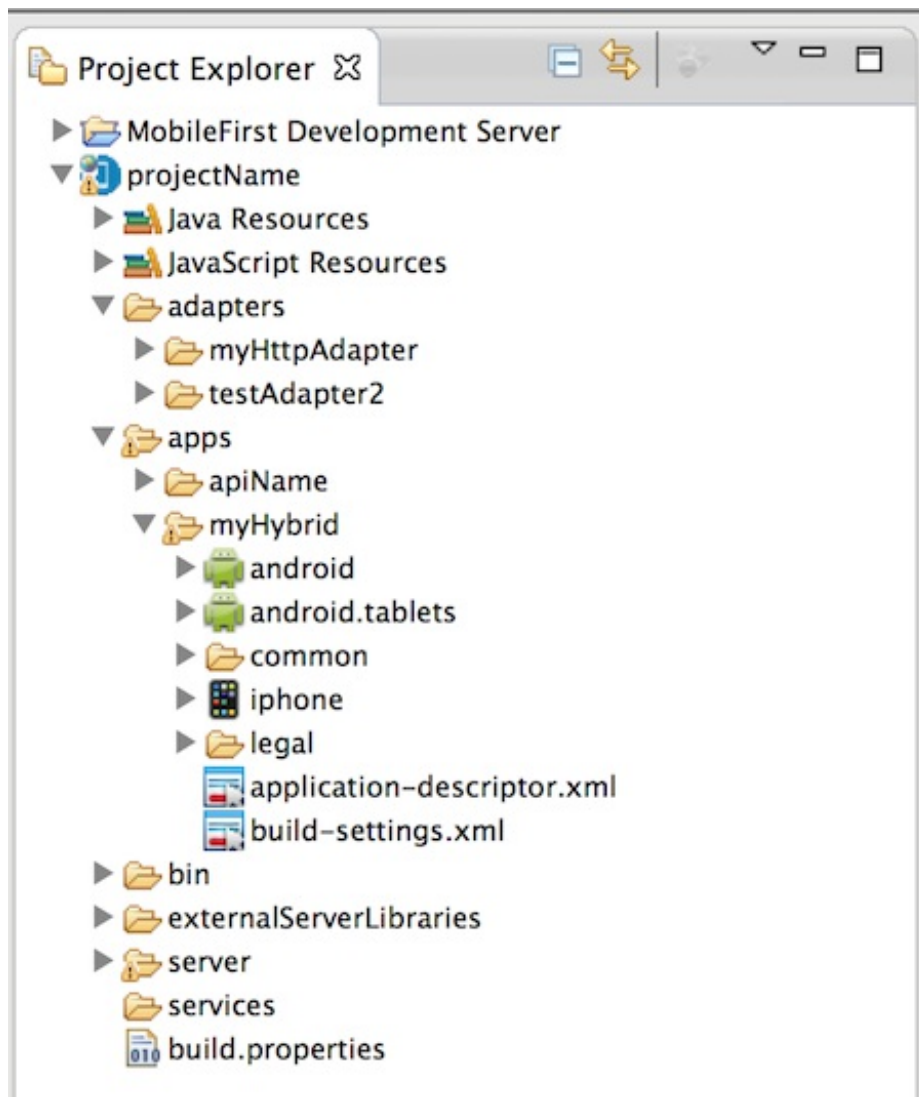 Project Explorer
MobileFirst Development Server
projectName
Java Resources
JavaScript Resources
adapters
myHttpAdapter
testAdapter2
apps
apiName
myHybrid
android
android.tablets
common
iphone
legal
application-descriptor.xml
build-settings.xml
bin
externalServerLibraries
server
services
010
build.properties